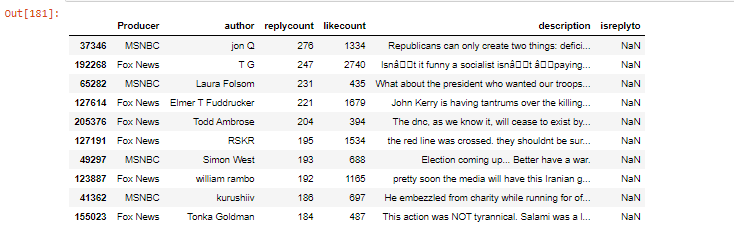 Out[181]:
Producer author replycount likecount description isreplyto
37346 MSNBC jon Q 276 1334 Republicans can only create two things: defici... NaN
192268 Fox News T G 247 2740 Isnât it funny a socialist isnât âpaying... NaN
65282 MSNBC Laura Folsom 231 435 What about the president who wanted our troops... NaN
127614 Fox News Elmer T Fuddrucker 221 1679 John Kerry is having tantrums over the killing... NaN
205376 Fox News Todd Ambrose 204 394 The dnc, as we know it, will cease to exist by... NaN
127191 Fox News RSKR 195 1534 the red line was crossed. they shouldnt be sur... NaN
49297 MSNBC Simon West 193 688 Election coming up... Better have a war. NaN
123887 Fox News william rambo 192 1165 pretty soon the media will have this Iranian g... NaN
41362 MSNBC kurushiiv 186 697 He embezzled from charity while running for of... NaN
155023 Fox News Tonka Goldman 184 487 This action was NOT tyrannical. Salami was a l... NaN